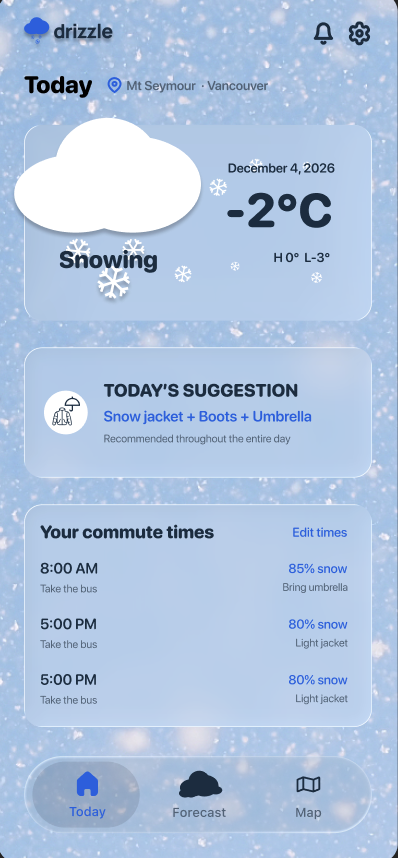 drizzle
Today
Mt Seymour · Vancouver
December 4, 2026
-2°C
Snowing
H 0° L-3°
TODAY'S SUGGESTION
Snow jacket + Boots + Umbrella
Recommended throughout the entire day
Your commute times
Edit times
8:00 AM
85% snow
Take the bus
Bring umbrella
5:00 PM
80% snow
Take the bus
Light jacket
5:00 PM
80% snow
Take the bus
Light jacket
Today
Forecast
Map